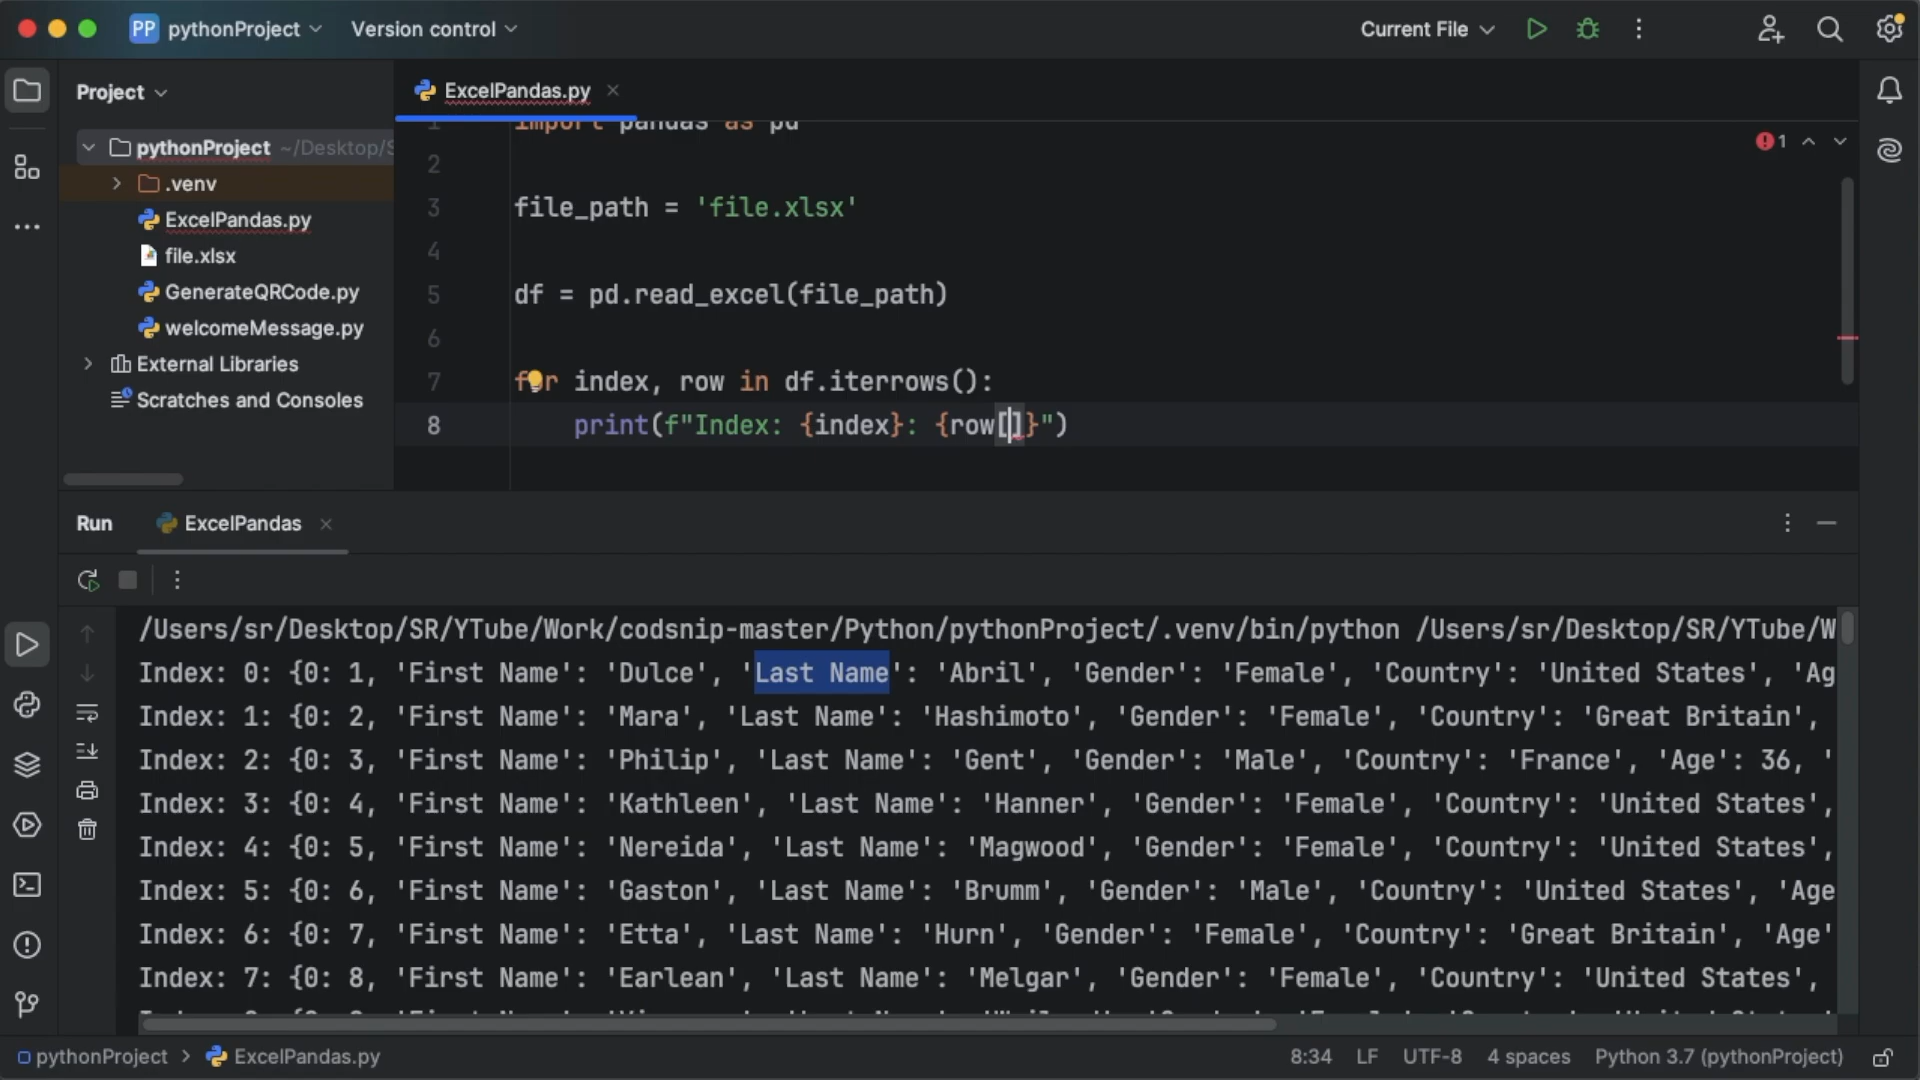 PP pythonProject Version control Current File
Project
ExcelPandas.py
pythonProject ~/Desktop/S
.venv
ExcelPandas.py
file.xlsx
GenerateQRCode.py
welcomeMessage.py
External Libraries
Scratches and Consoles
1 import pandas as pd
1
2
3 file_path = 'file.xlsx'
4
5 df = pd.read_excel(file_path)
6
7 for index, row in df.iterrows():
8 print(f"Index: {index}: {row[]}")
Run ExcelPandas
/Users/sr/Desktop/SR/YTube/Work/codsnip-master/Python/pythonProject/.venv/bin/python /Users/sr/Desktop/SR/YTube/W
Index: 0: {0: 1, 'First Name': 'Dulce', 'Last Name': 'Abril', 'Gender': 'Female', 'Country': 'United States', 'Ag
Index: 1: {0: 2, 'First Name': 'Mara', 'Last Name': 'Hashimoto', 'Gender': 'Female', 'Country': 'Great Britain',
Index: 2: {0: 3, 'First Name': 'Philip', 'Last Name': 'Gent', 'Gender': 'Male', 'Country': 'France', 'Age': 36, '
Index: 3: {0: 4, 'First Name': 'Kathleen', 'Last Name': 'Hanner', 'Gender': 'Female', 'Country': 'United States',
Index: 4: {0: 5, 'First Name': 'Nereida', 'Last Name': 'Magwood', 'Gender': 'Female', 'Country': 'United States',
Index: 5: {0: 6, 'First Name': 'Gaston', 'Last Name': 'Brumm', 'Gender': 'Male', 'Country': 'United States', 'Age
Index: 6: {0: 7, 'First Name': 'Etta', 'Last Name': 'Hurn', 'Gender': 'Female', 'Country': 'Great Britain', 'Age'
Index: 7: {0: 8, 'First Name': 'Earlean', 'Last Name': 'Melgar', 'Gender': 'Female', 'Country': 'United States',
pythonProject > ExcelPandas.py 8:34 LF UTF-8 4 spaces Python 3.7 (pythonProject)